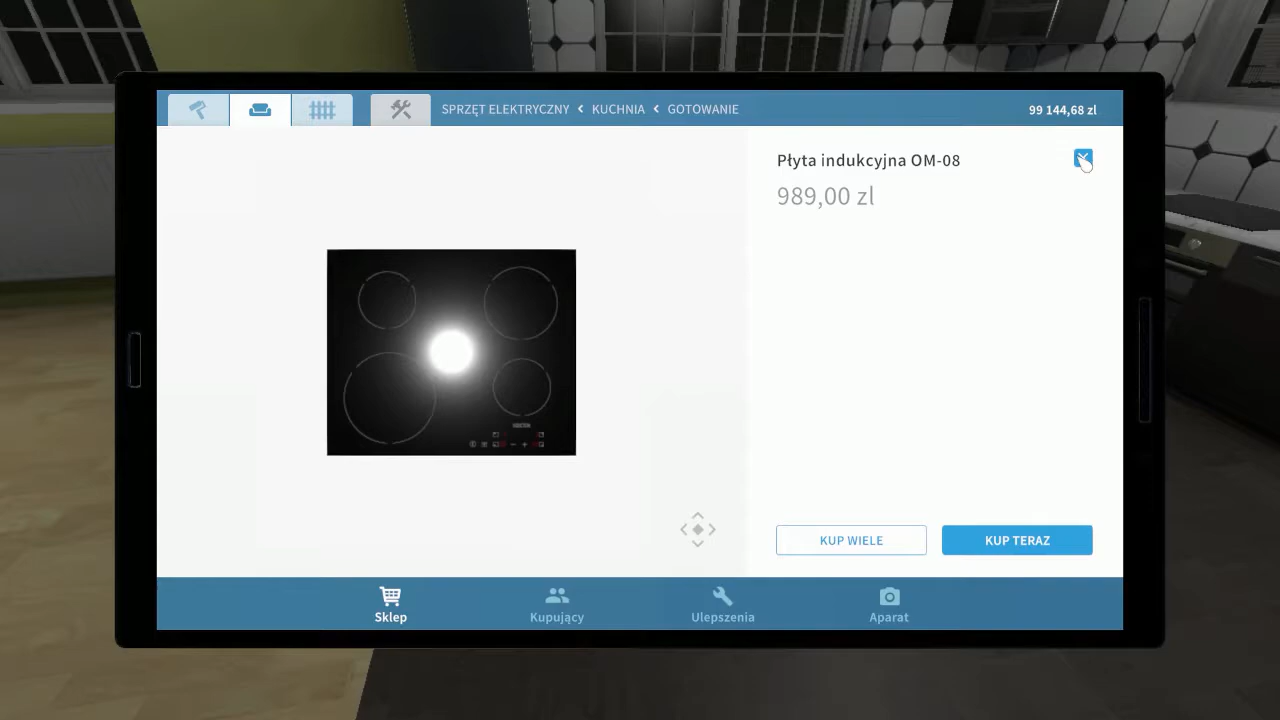 SPRZĘT ELEKTRYCZNY < KUCHNIA < GOTOWANIE
99 144,68 zl
Płyta indukcyjna OM-08
989,00 zl
KUP WIELE
KUP TERAZ
Sklep
Kupujący
Ulepszenia
Aparat